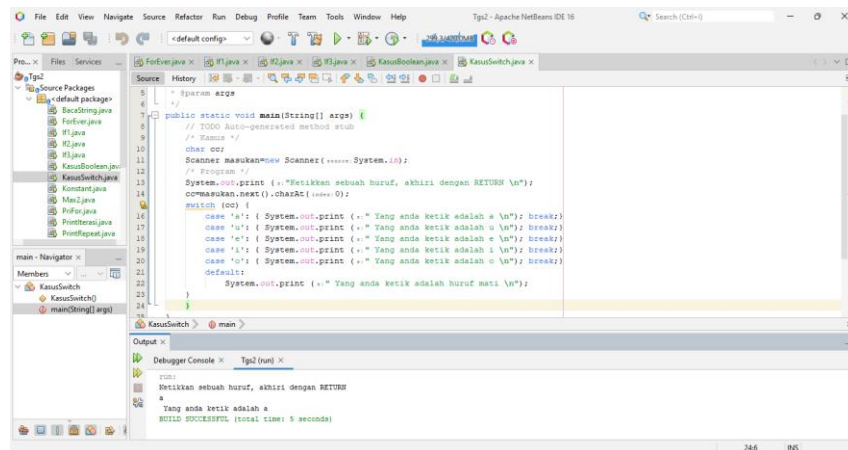 File Edit View Navigate Source Refactor Run Debug Profile Team Tools Window Help Tgs2 - Apache NetBeans IDE 16 Search (Ctrl+I)
<default config>
Pro... × Files Services
ForEver.java × If1.java × If2.java × If3.java × KasusBoolean.java × KasusSwitch.java ×
Tgs2
Source Packages
<default package>
BacaString.java
ForEver.java
If1.java
If2.java
If3.java
KasusBoolean.jav
KasusSwitch.java
Konstant.java
Max2.java
PriFor.java
PrintIterasi.java
PrintRepeat.java
main - Navigator ×
Members
KasusSwitch
KasusSwitch()
main(String[] args)
Source History
5 * @param args
6 */
7 public static void main(String[] args) {
8 // TODO Auto-generated method stub
9 /* Kamus */
10 char cc;
11 Scanner masukan=new Scanner(source: System.in);
12 /* Program */
13 System.out.print (s:"Ketikkan sebuah huruf, akhiri dengan RETURN \n");
14 cc=masukan.next().charAt(index: 0);
switch (cc) {
16 case 'a': { System.out.print (s:" Yang anda ketik adalah a \n"); break;}
17 case 'u': { System.out.print (s:" Yang anda ketik adalah u \n"); break;}
18 case 'e': { System.out.print (s:" Yang anda ketik adalah e \n"); break;}
19 case 'i': { System.out.print (s:" Yang anda ketik adalah i \n"); break;}
20 case 'o': { System.out.print (s:" Yang anda ketik adalah o \n"); break;}
21 default:
22 System.out.print (s:" Yang anda ketik adalah huruf mati \n");
23 }
24 }
KasusSwitch main
Output ×
Debugger Console × Tgs2 (run) ×
run:
Ketikkan sebuah huruf, akhiri dengan RETURN
a
Yang anda ketik adalah a
BUILD SUCCESSFUL (total time: 5 seconds)
24:6 INS